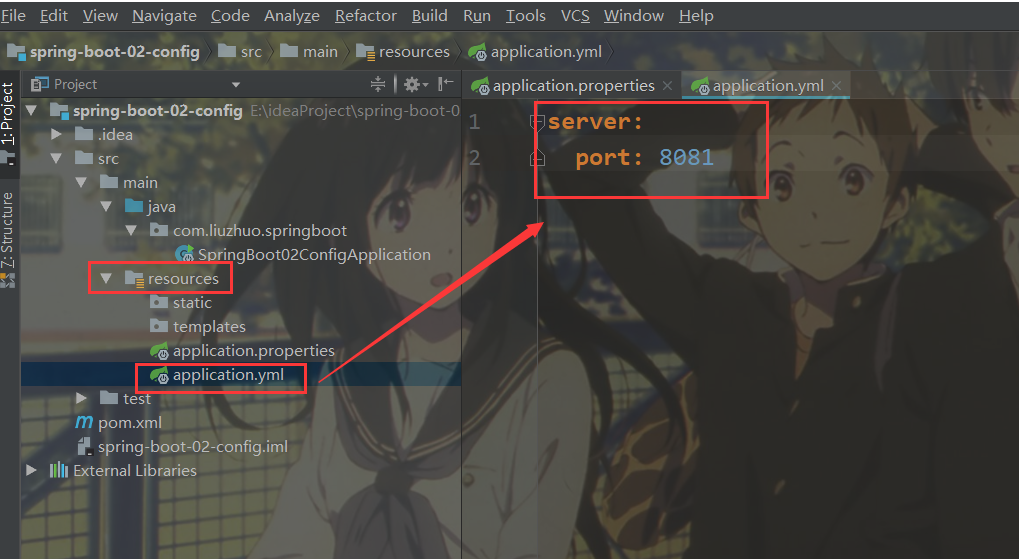 File Edit View Navigate Code Analyze Refactor Build Run Tools VCS Window Help
spring-boot-02-config src main resources application.yml
Project
application.properties application.yml
1: Project
Z: Structure
spring-boot-02-config E:\ideaProject\spring-boot-0
.idea
src
main
java
com.liuzhuo.springboot
SpringBoot02ConfigApplication
resources
static
templates
application.properties
application.yml
test
pom.xml
spring-boot-02-config.iml
External Libraries
1 server:
2 port: 8081